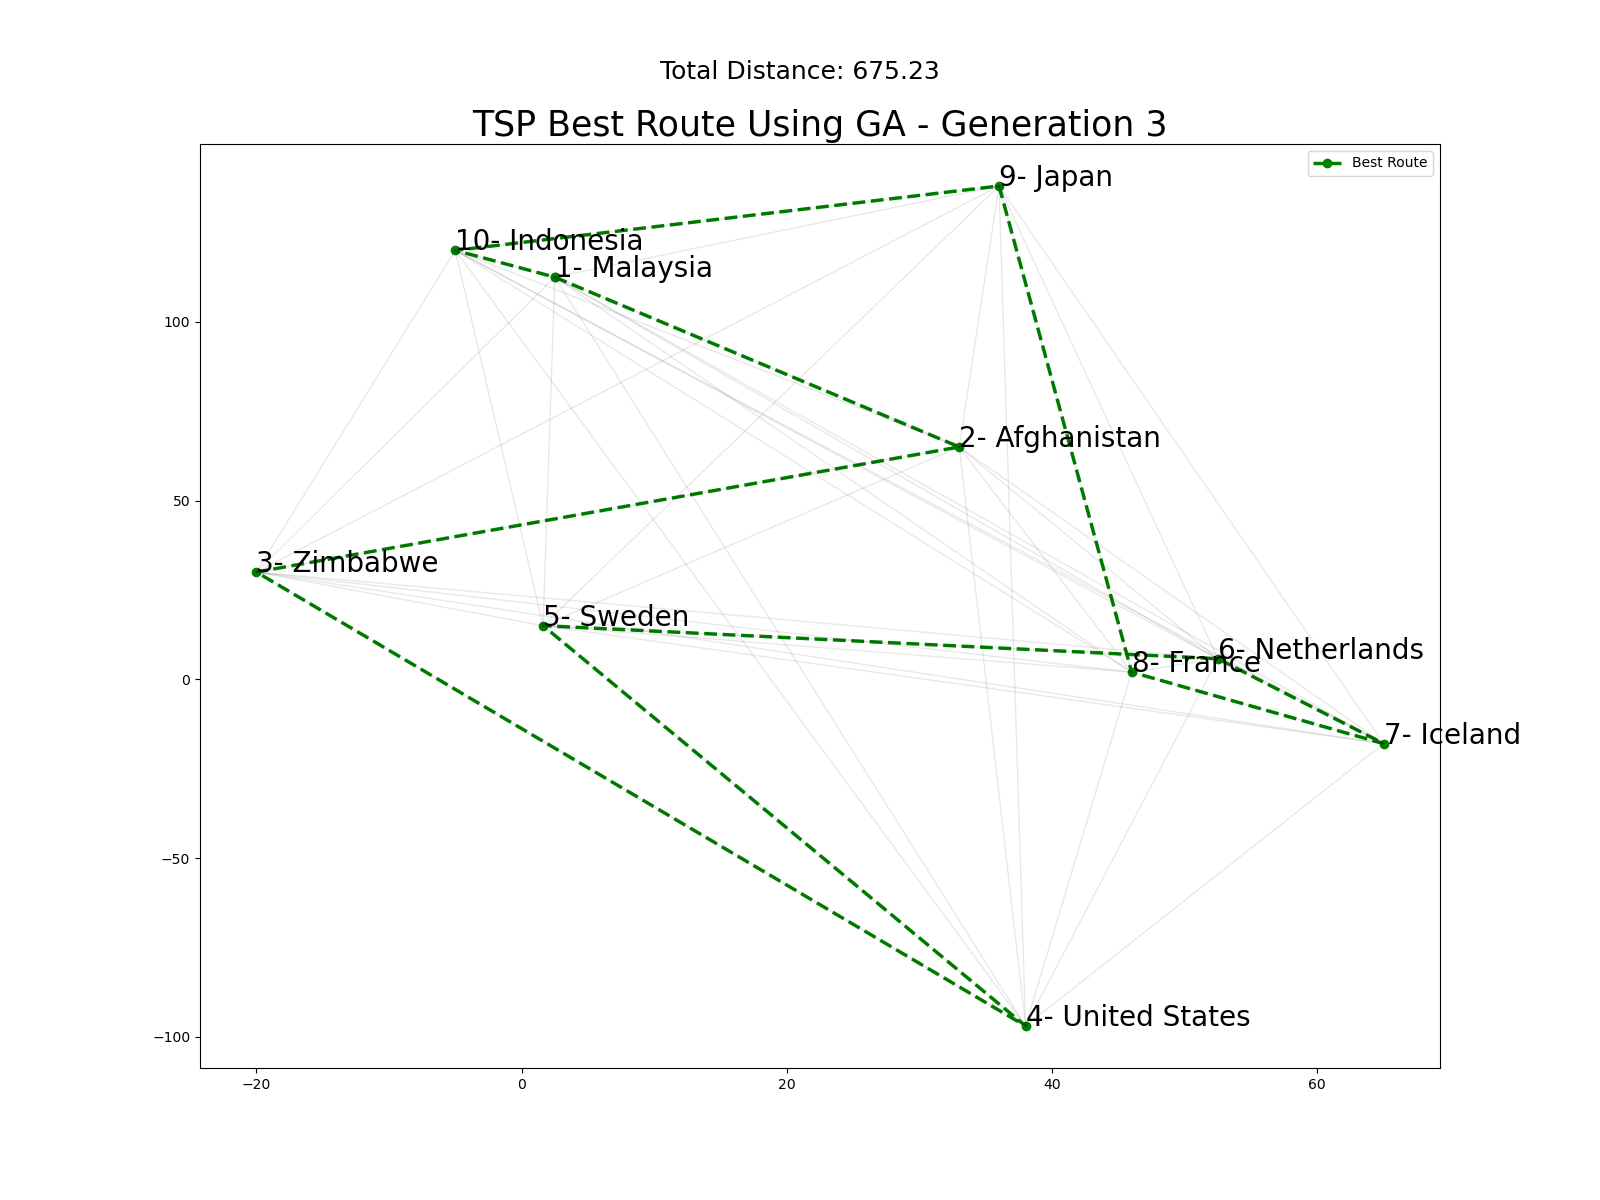 Total Distance: 675.23
TSP Best Route Using GA - Generation 3
Best Route
9- Japan
10- Indonesia
1- Malaysia
100
2- Afghanistan
50
3- Zimbabwe
5- Sweden
6- Netherlands
8- France
0
7- Iceland
−50
4- United States
−100
−20 0 20 40 60